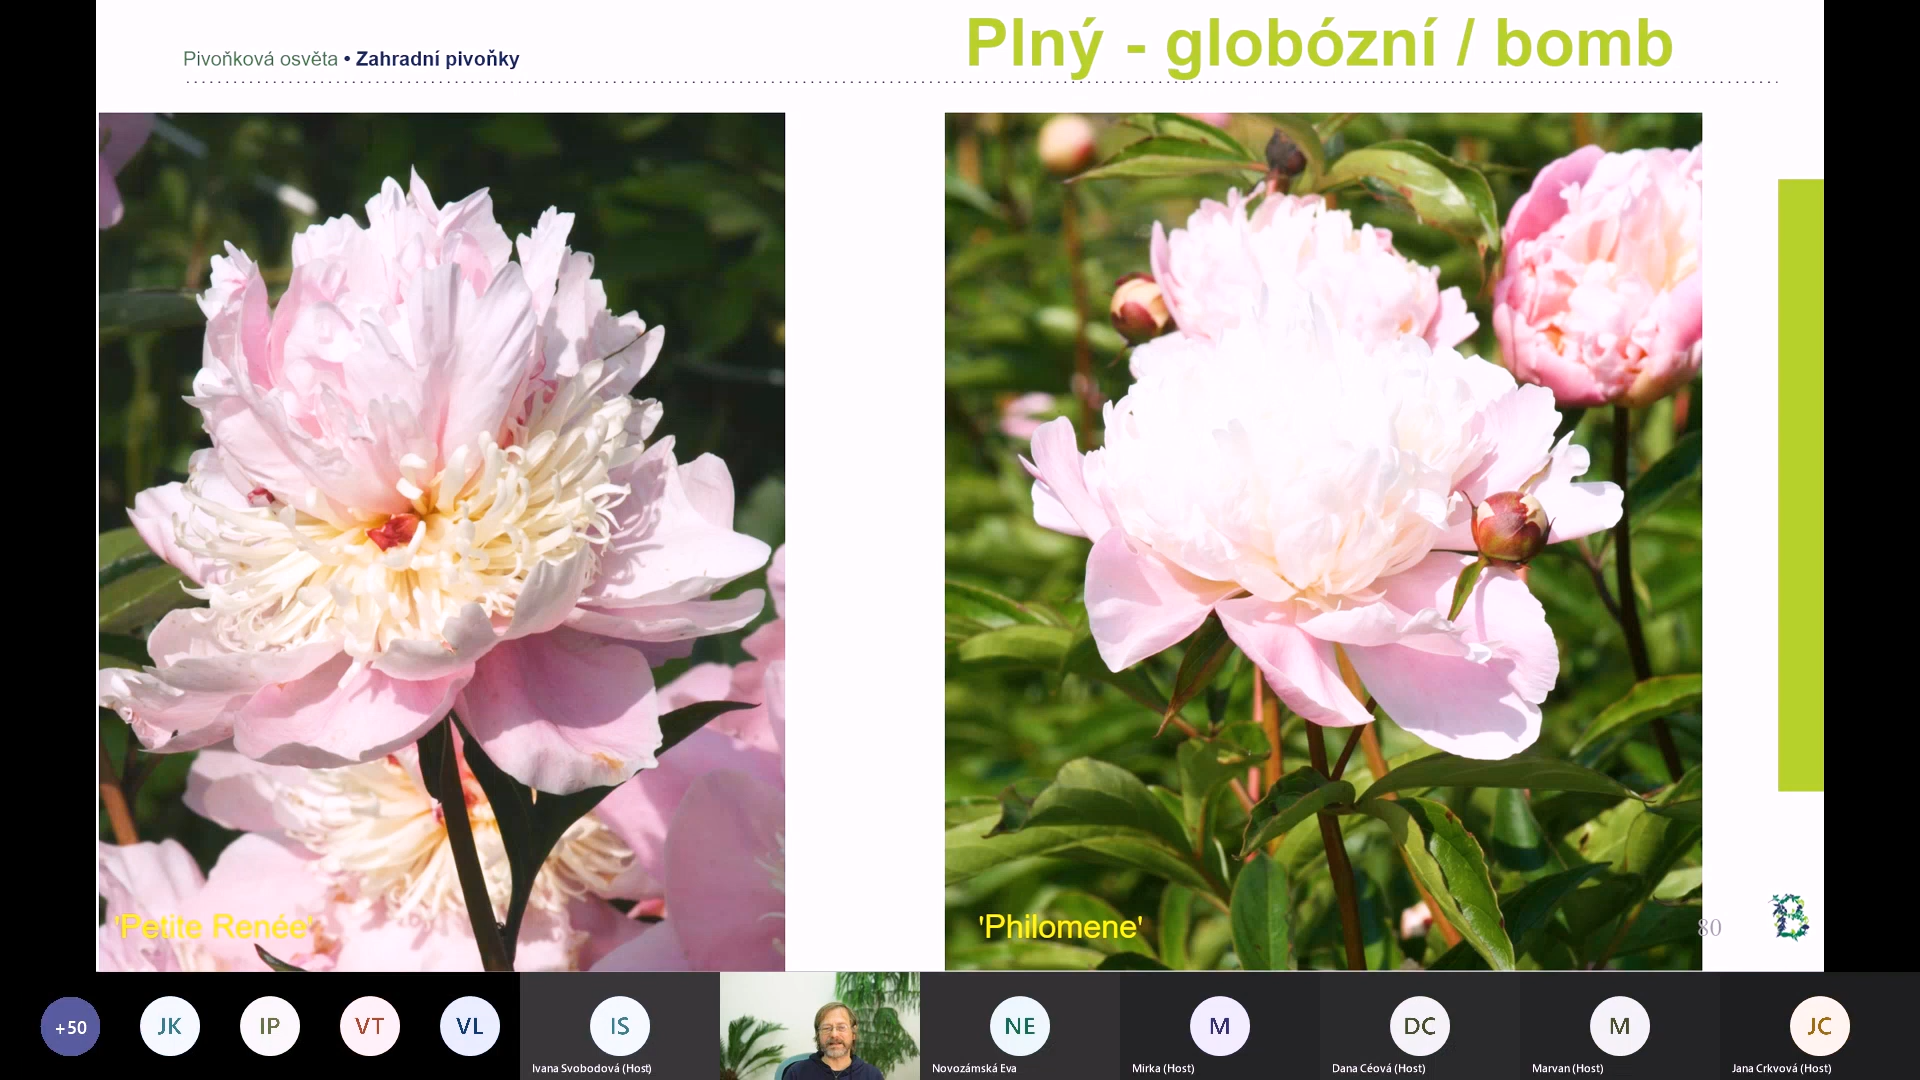 Plný - globózní / bomb
Pivoňková osvěta • Zahradní pivoňky
'Petite Renée'
'Philomene'
80
B
+50
JK
IP
VT
VL
IS
NE
M
DC
M
JC
Ivana Svobodová (Host)
Novozámská Eva
Mirka (Host)
Dana Céová (Host)
Marvan (Host)
Jana Crkvová (Host)